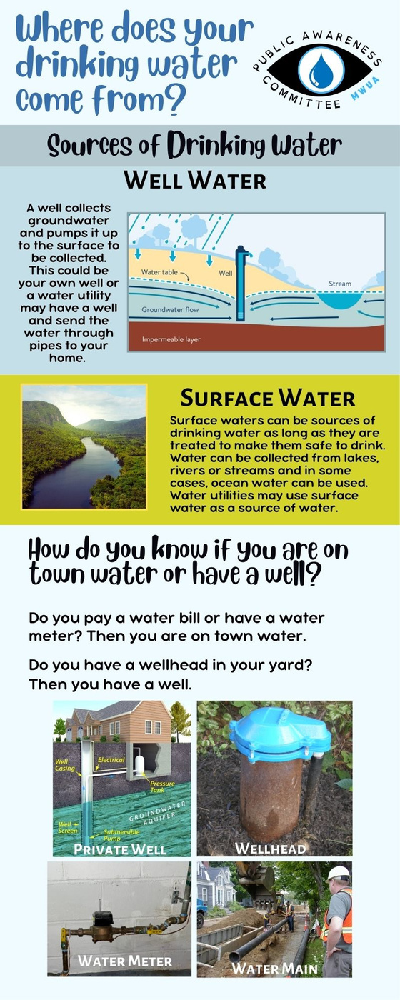 Where does your
drinking water
come from?
PUBLIC AWARENESS
COMMITTEE
MWUA
Sources of Drinking Water
WELL WATER
A well collects
groundwater
and pumps it up
to the surface to
be collected.
This could be
your own well or
a water utility
may have a well
and send the
water through
pipes to your
home.
Water table
Well
Stream
Groundwater flow
Impermeable layer
SURFACE WATER
Surface waters can be sources of
drinking water as long as they are
treated to make them safe to drink.
Water can be collected from lakes,
rivers or streams and in some
cases, ocean water can be used.
Water utilities may use surface
water as a source of water.
How do you know if you are on
town water or have a well?
Do you pay a water bill or have a water
meter? Then you are on town water.
Do you have a wellhead in your yard?
Then you have a well.
Well
Casing
Electrical
Pressure
Tank
GROUNDWATER
AQUIFER
Well
Screen
Submersible
Pump
PRIVATE WELL
WELLHEAD
WATER METER
WATER MAIN